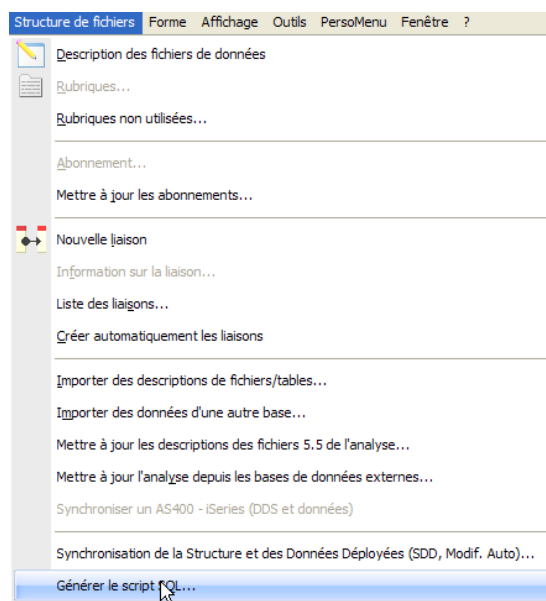 Structure de fichiers Forme Affichage Outils PersoMenu Fenêtre ?
Description des fichiers de données
Rubriques...
Rubriques non utilisées...
Abonnement...
Mettre à jour les abonnements...
Nouvelle liaison
Information sur la liaison...
Liste des liaisons...
Créer automatiquement les liaisons
Importer des descriptions de fichiers/tables...
Importer des données d'une autre base...
Mettre à jour les descriptions des fichiers 5.5 de l'analyse...
Mettre à jour l'analyse depuis les bases de données externes...
Synchroniser un AS400 - iSeries (DDS et données)
Synchronisation de la Structure et des Données Déployées (SDD, Modif. Auto)...
Générer le script SQL...